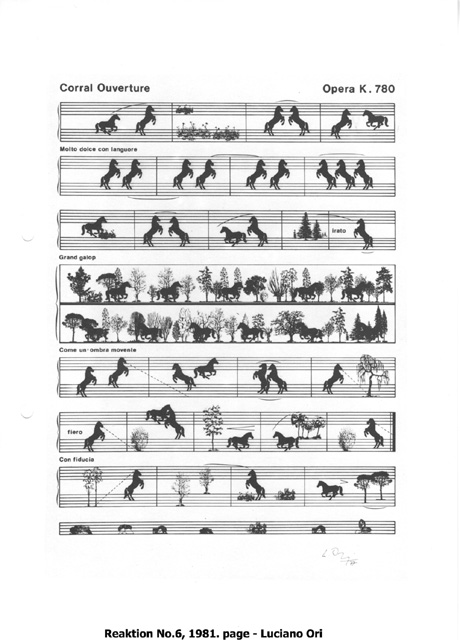 Corral Ouverture Opera K. 780
Molto dolce con languore
irato
Grand galop
Come un'ombra movente
fiero
Con fiducia
Reaktion No.6, 1981. page - Luciano Ori